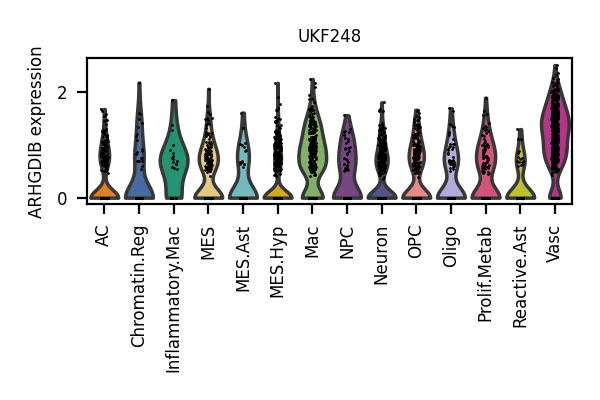 UKF248
ARHGDIB expression
2
0
AC
Chromatin.Reg
Inflammatory.Mac
MES
MES.Ast
MES.Hyp
Mac
NPC
Neuron
OPC
Oligo
Prolif.Metab
Reactive.Ast
Vasc